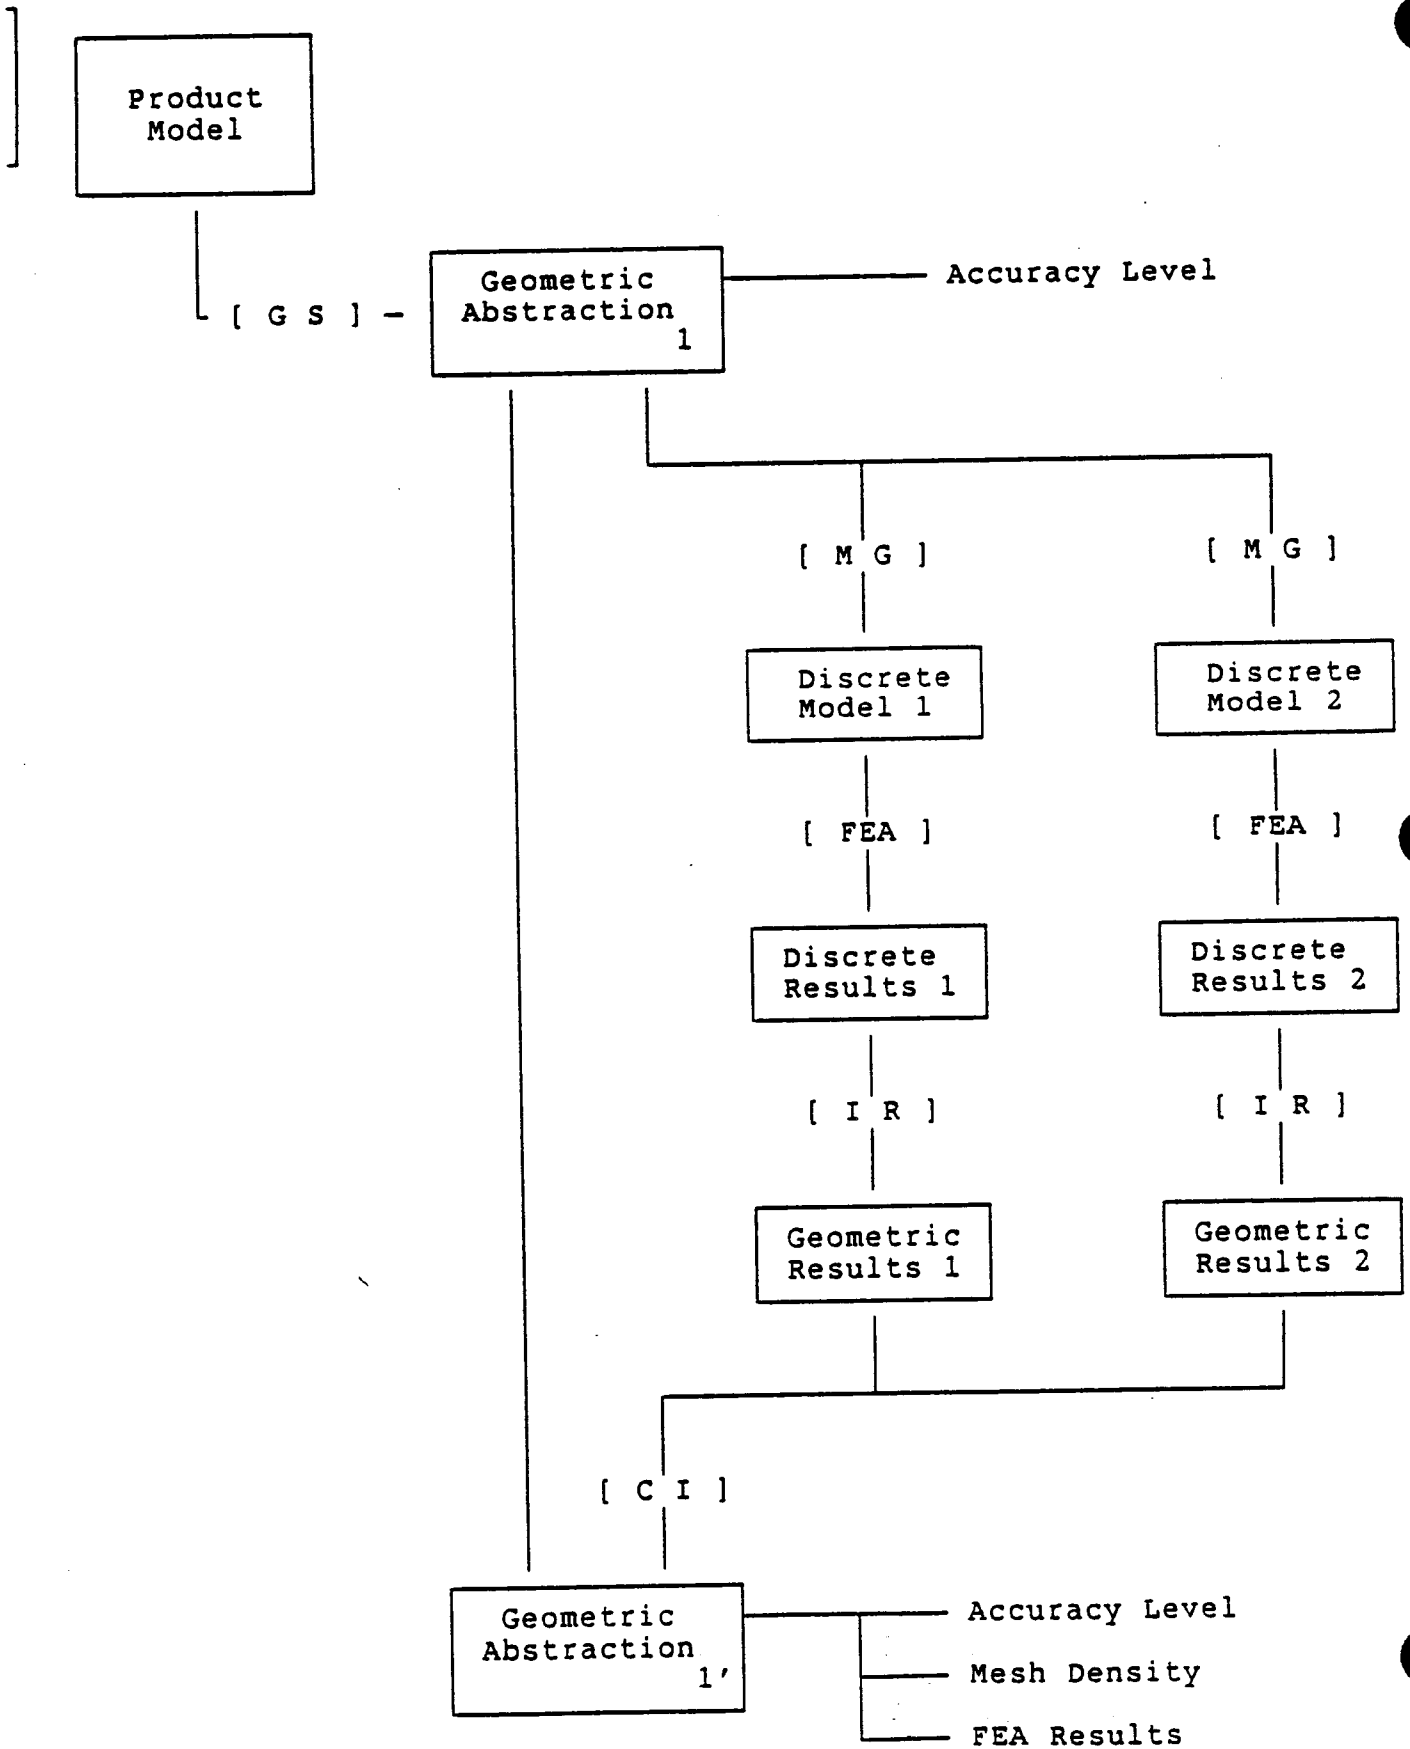 Product
Model
[ G S ]
Geometric
Abstraction
1
Accuracy Level
[ M G ]
[ M G ]
Discrete
Model 1
Discrete
Model 2
[ FEA ]
[ FEA ]
Discrete
Results 1
Discrete
Results 2
[ I R ]
[ I R ]
Geometric
Results 1
Geometric
Results 2
[ C I ]
Geometric
Abstraction
1'
Accuracy Level
Mesh Density
FEA Results